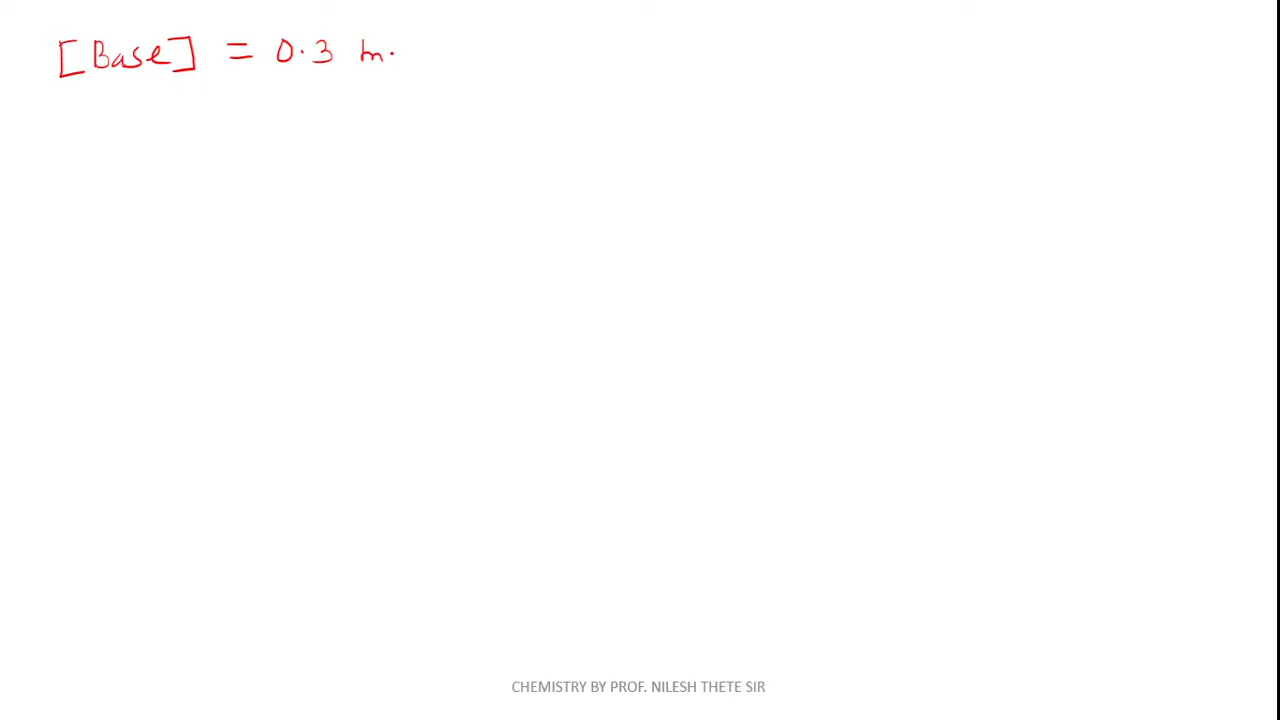 [Base] = 0.3 m.
CHEMISTRY BY PROF. NILESH THETE SIR